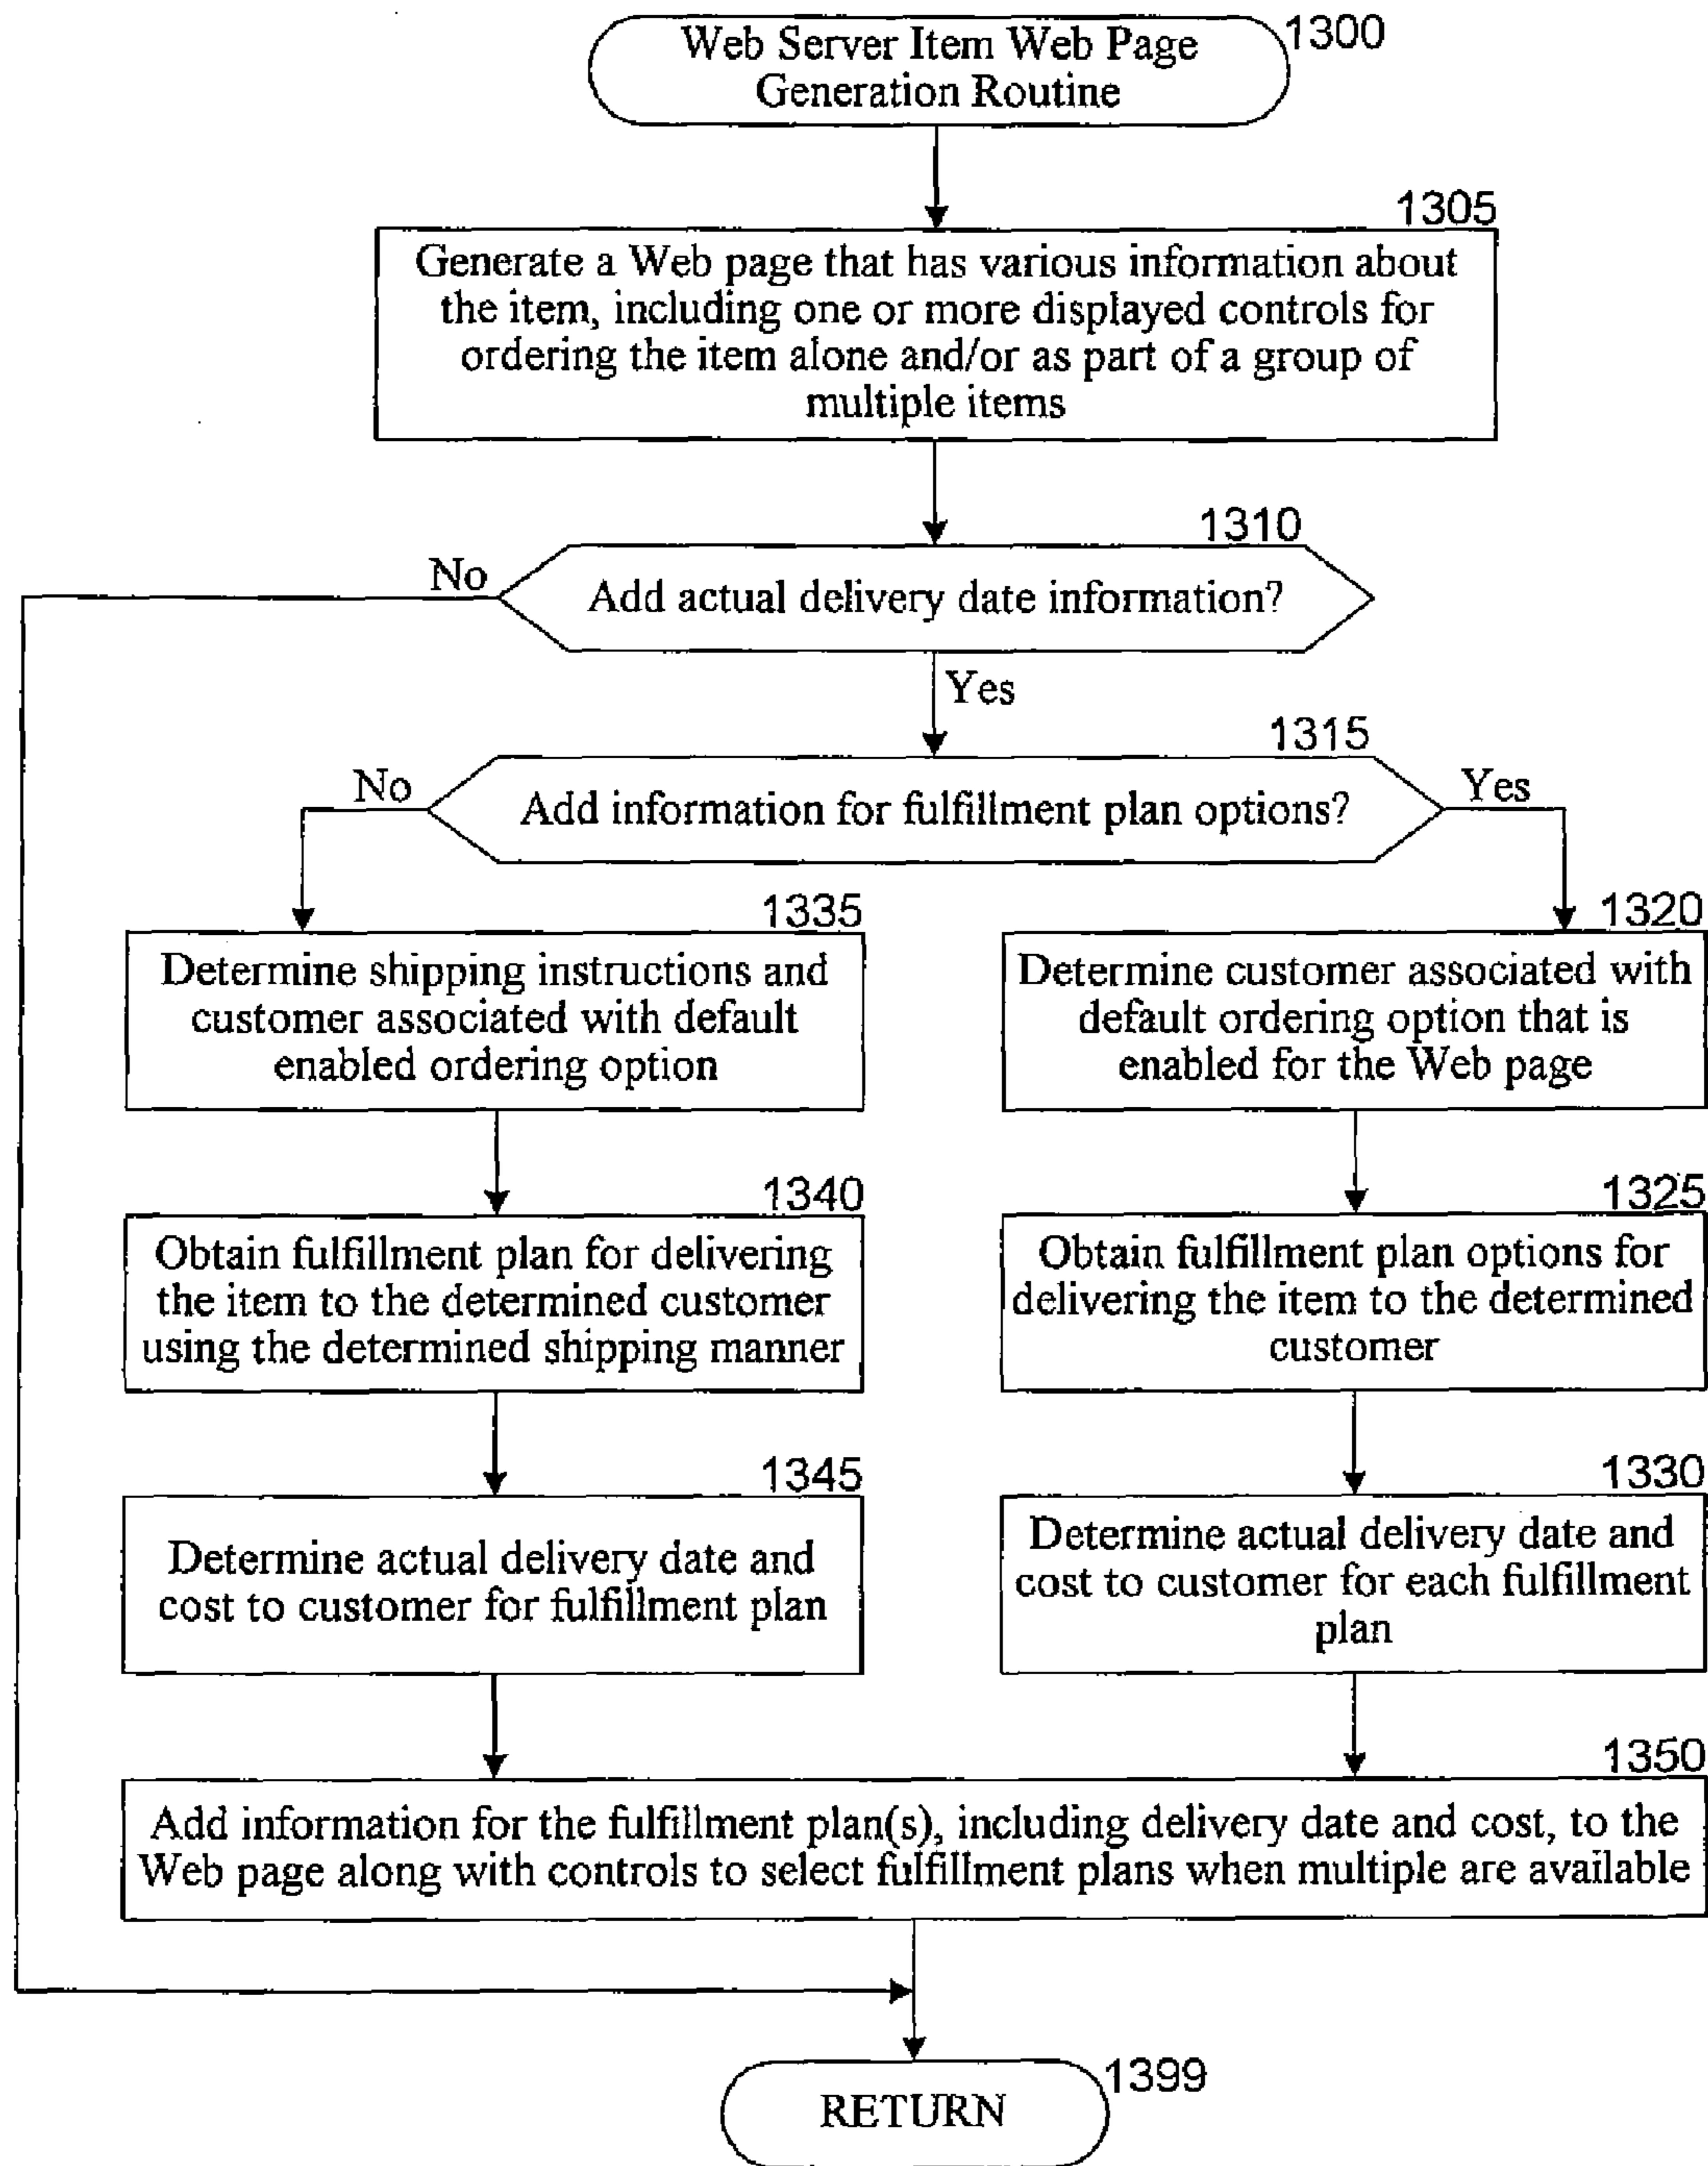 Web Server Item Web Page
Generation Routine
1300
1305
Generate a Web page that has various information about
the item, including one or more displayed controls for
ordering the item alone and/or as part of a group of
multiple items
1310
No
Add actual delivery date information?
Yes
1315
No
Add information for fulfillment plan options?
Yes
1335
Determine shipping instructions and
customer associated with default
enabled ordering option
1320
Determine customer associated with
default ordering option that is
enabled for the Web page
1340
Obtain fulfillment plan for delivering
the item to the determined customer
using the determined shipping manner
1325
Obtain fulfillment plan options for
delivering the item to the determined
customer
1345
Determine actual delivery date and
cost to customer for fulfillment plan
1330
Determine actual delivery date and
cost to customer for each fulfillment
plan
1350
Add information for the fulfillment plan(s), including delivery date and cost, to the
Web page along with controls to select fulfillment plans when multiple are available
1399
RETURN